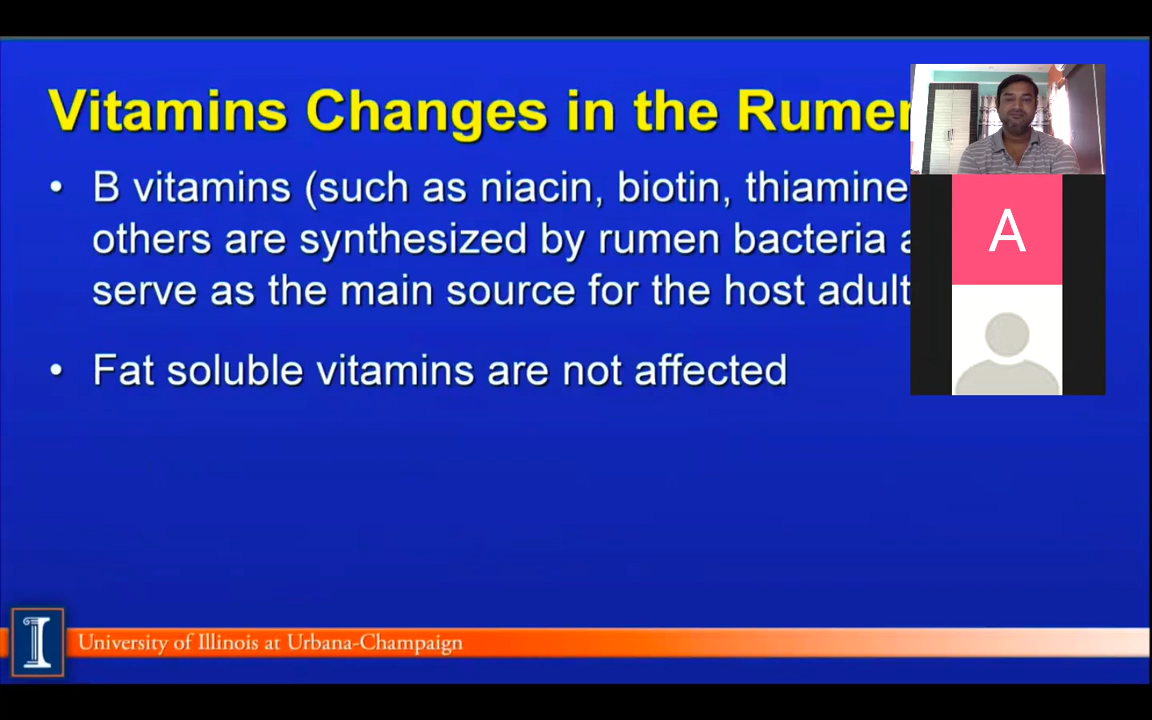 Vitamins Changes in the Rumen
• B vitamins (such as niacin, biotin, thiamine
others are synthesized by rumen bacteria
serve as the main source for the host adult
• Fat soluble vitamins are not affected
A
I
University of Illinois at Urbana-Champaign